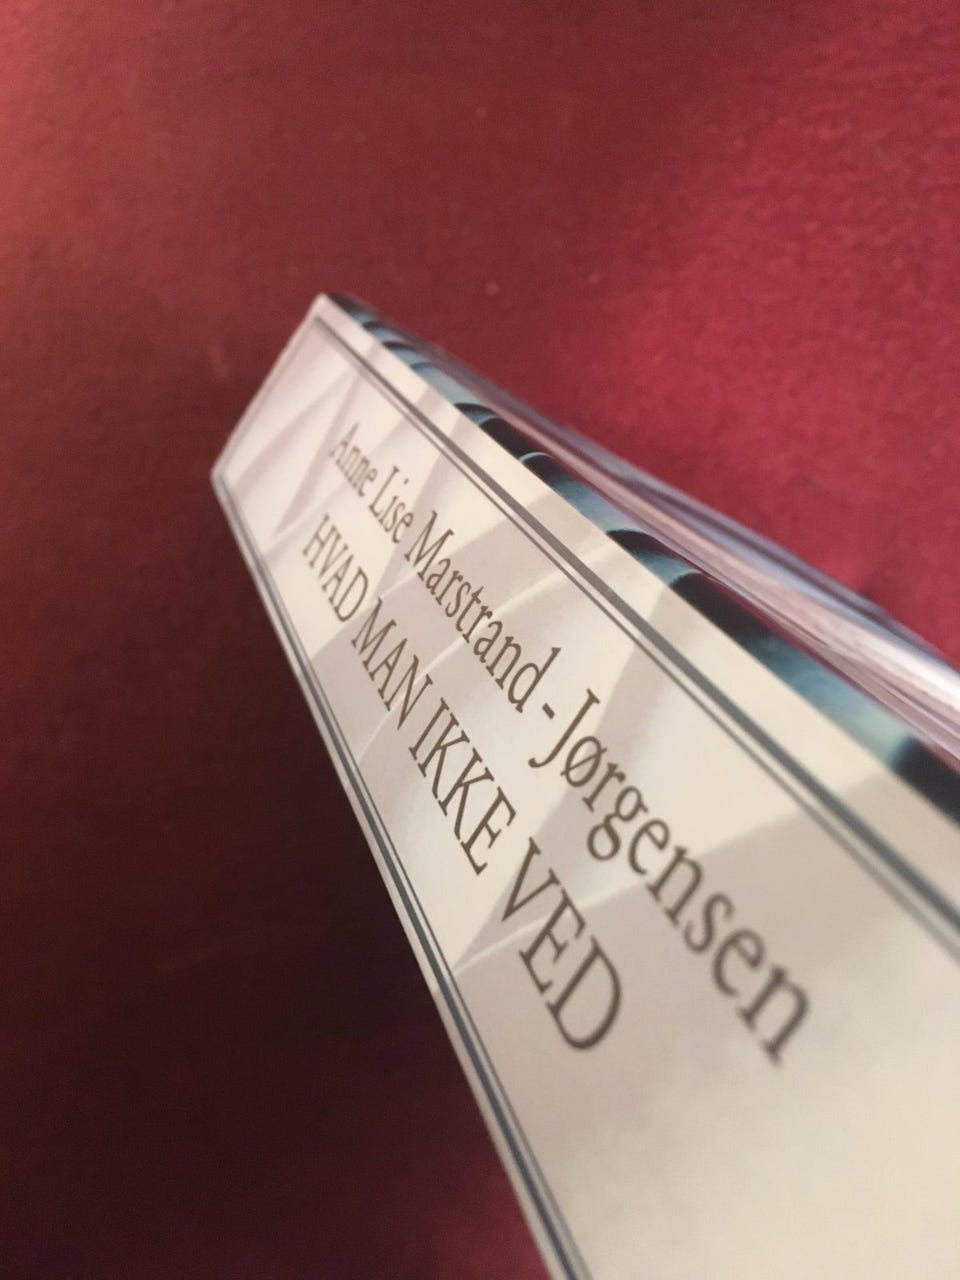 Anne Lise Marstrand-Jørgensen
HVAD MAN IKKE VED